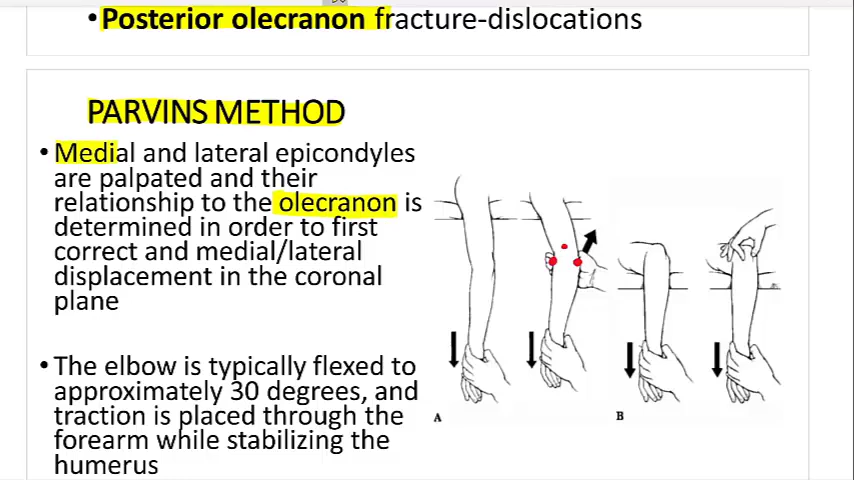 •Posterior olecranon fracture-dislocations
PARVINS METHOD
• Medial and lateral epicondyles
are palpated and their
relationship to the olecranon is
determined in order to first
correct and medial/lateral
displacement in the coronal
plane
• The elbow is typically flexed to
approximately 30 degrees, and
traction is placed through the
forearm while stabilizing the
humerus
A
B